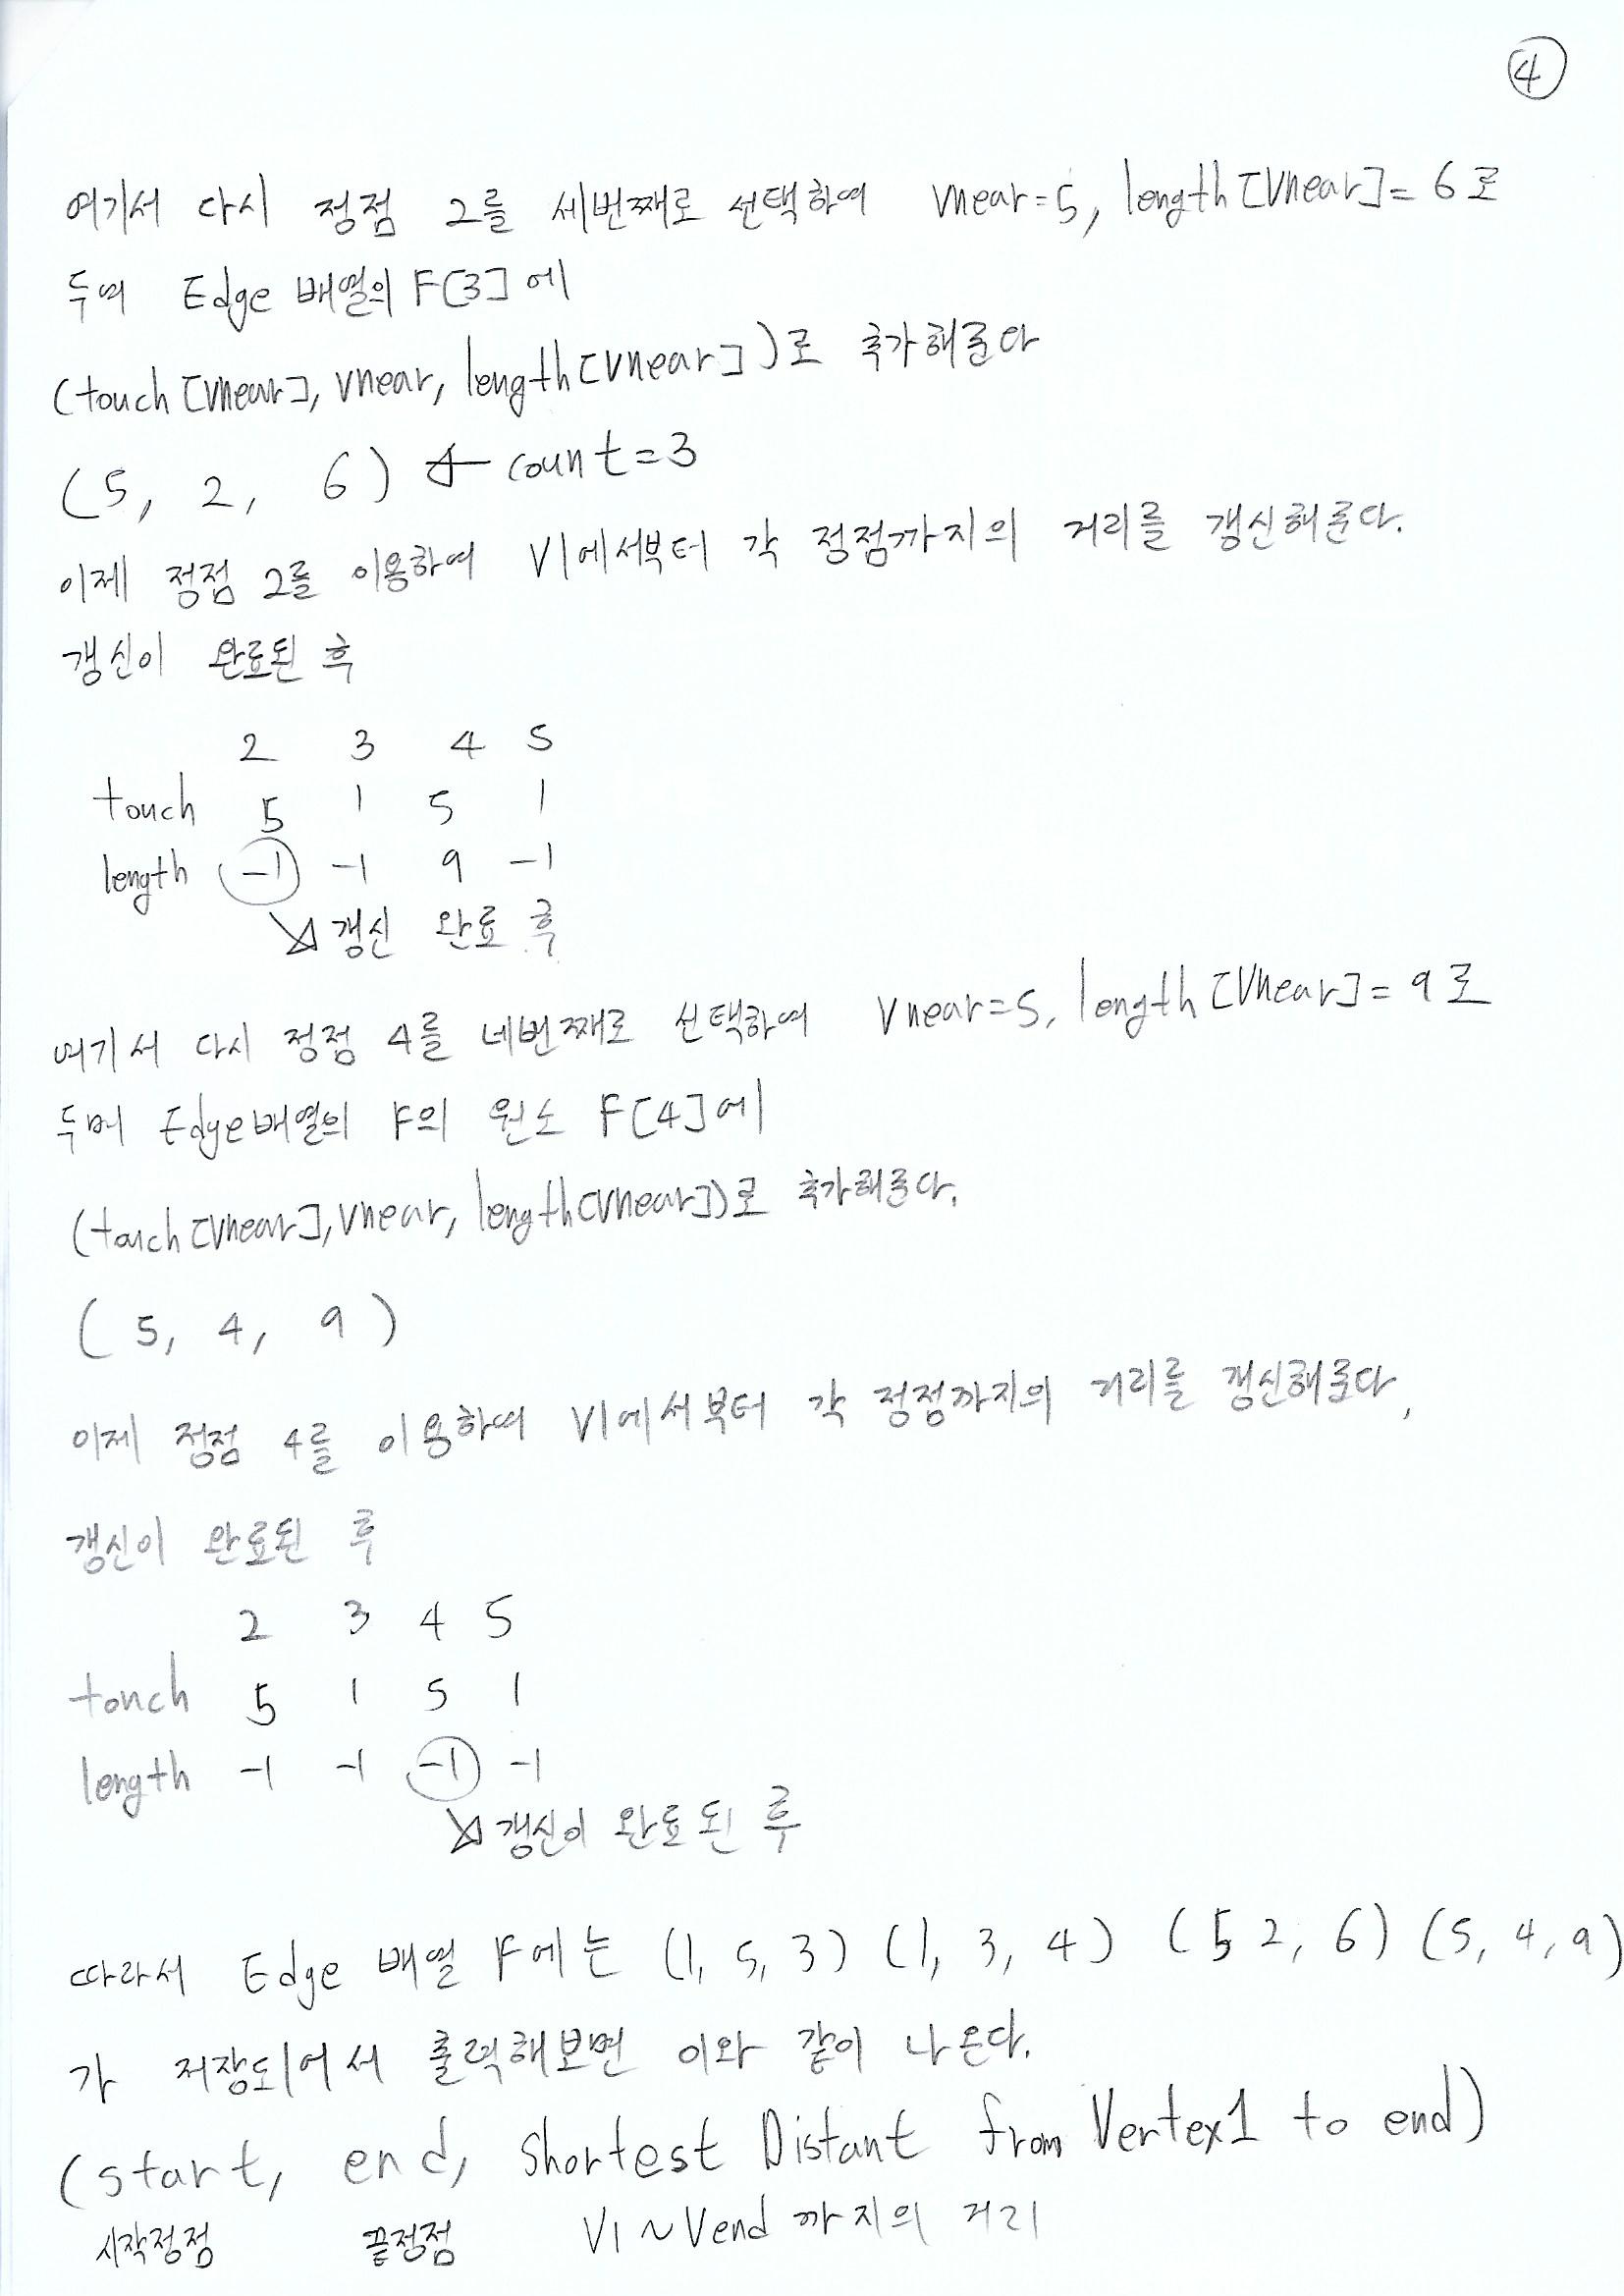 ④
여기서 다시 정점 2를 세번째로 선택하여 vnear=5, length[vnear]=6로
두며 Edge 배열의 F[3]에
(touch[vnear], vnear, length[vnear])로 추가해준다
(5, 2, 6) ← count=3
이제 정점 2를 이용하여 V1에서부터 각 정점까지의 거리를 갱신해준다.
갱신이 완료된 후
2 3 4 5
touch 5 1 5 1
length -1 -1 9 -1
↘ 갱신 완료 후
여기서 다시 정점 4를 네번째로 선택하여 vnear=5, length[vnear]=9로
두며 Edge배열의 F의 원소 F[4]에
(touch[vnear], vnear, length[vnear])로 추가해준다.
(5, 4, 9)
이제 정점 4를 이용하여 V1에서부터 각 정점까지의 거리를 갱신해준다.
갱신이 완료된 후
2 3 4 5
touch 5 1 5 1
length -1 -1 -1 -1
↘ 갱신이 완료된 후
따라서 Edge 배열 F에는 (1, 5, 3) (1, 3, 4) (5 2, 6) (5, 4, 9)
가 저장되어서 출력해보면 이와 같이 나온다.
(start, end, Shortest Distant from Vertex1 to end)
시작정점 끝정점 V1~Vend 까지의 거리